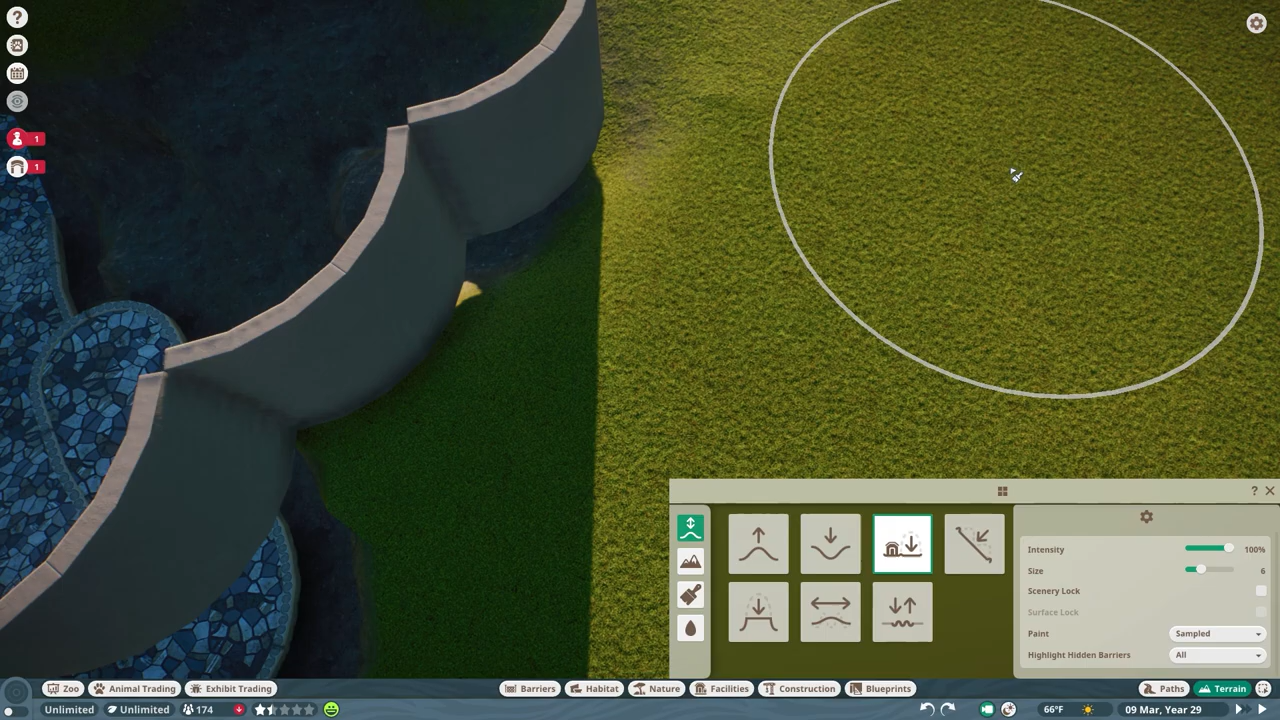 ?
1
1
? ×
Intensity 100%
Size 6
Scenery Lock
Surface Lock
Paint Sampled
Highlight Hidden Barriers All
Zoo Animal Trading Exhibit Trading Barriers Habitat Nature Facilities Construction Blueprints Paths Terrain
Unlimited Unlimited 174 66°F 09 Mar, Year 29